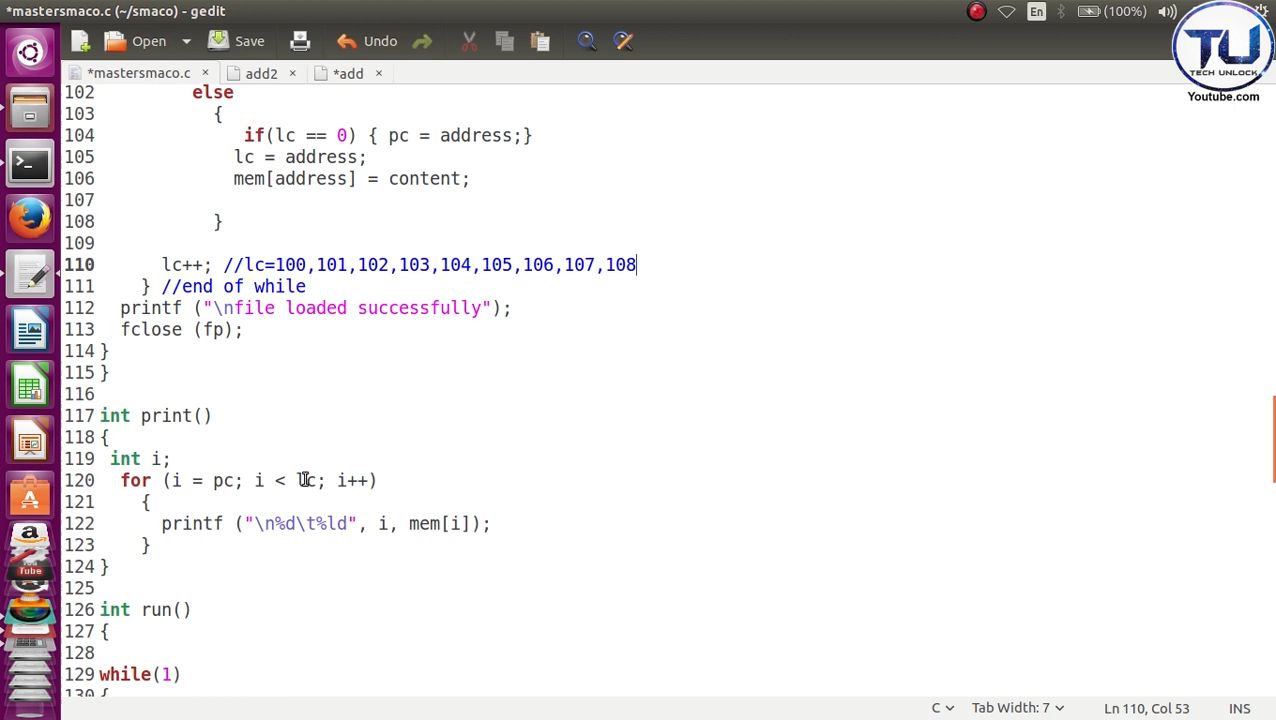 *mastersmaco.c (~/smaco) - gedit
En
(100%)
Open
Save
Undo
TU
TECH UNLOCK
Youtube.com
*mastersmaco.c × add2 × *add ×
102 else
103 {
104 if(lc == 0) { pc = address;}
105 lc = address;
106 mem[address] = content;
107
108 }
109
110 lc++; //lc=100,101,102,103,104,105,106,107,108
111 } //end of while
112 printf ("\nfile loaded successfully");
113 fclose (fp);
114 }
115 }
116
117 int print()
118 {
119 int i;
120 for (i = pc; i < lc; i++)
121 {
122 printf ("\n%d\t%ld", i, mem[i]);
123 }
124 }
125
126 int run()
127 {
128
129 while(1)
130 {
a
You
Tube
C Tab Width: 7 Ln 110, Col 53 INS